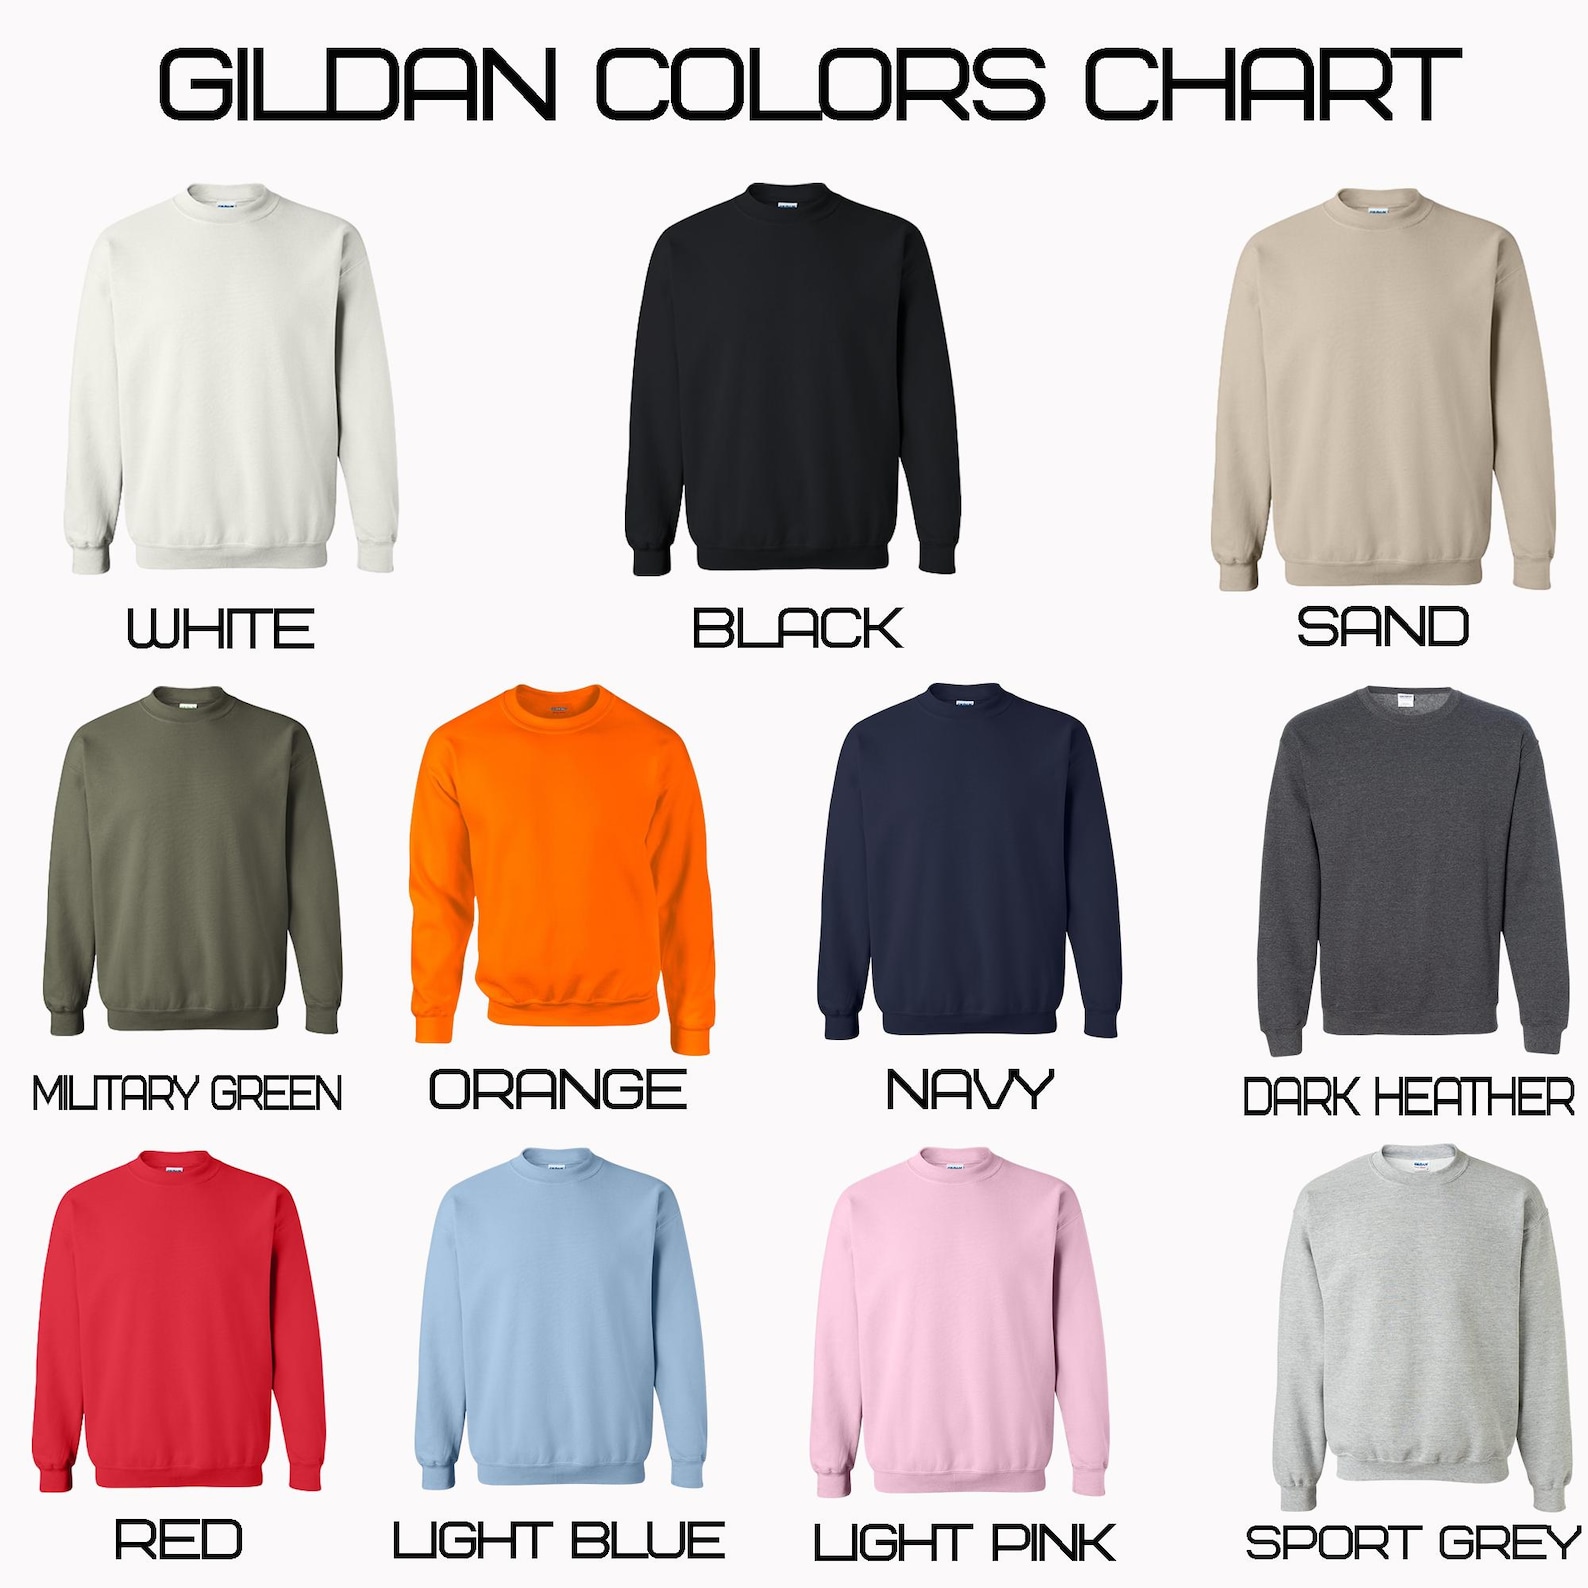 GILDAN COLORS CHART
WHITE
BLACK
SAND
MILITARY GREEN
ORANGE
NAVY
DARK HEATHER
RED
LIGHT BLUE
LIGHT PINK
SPORT GREY